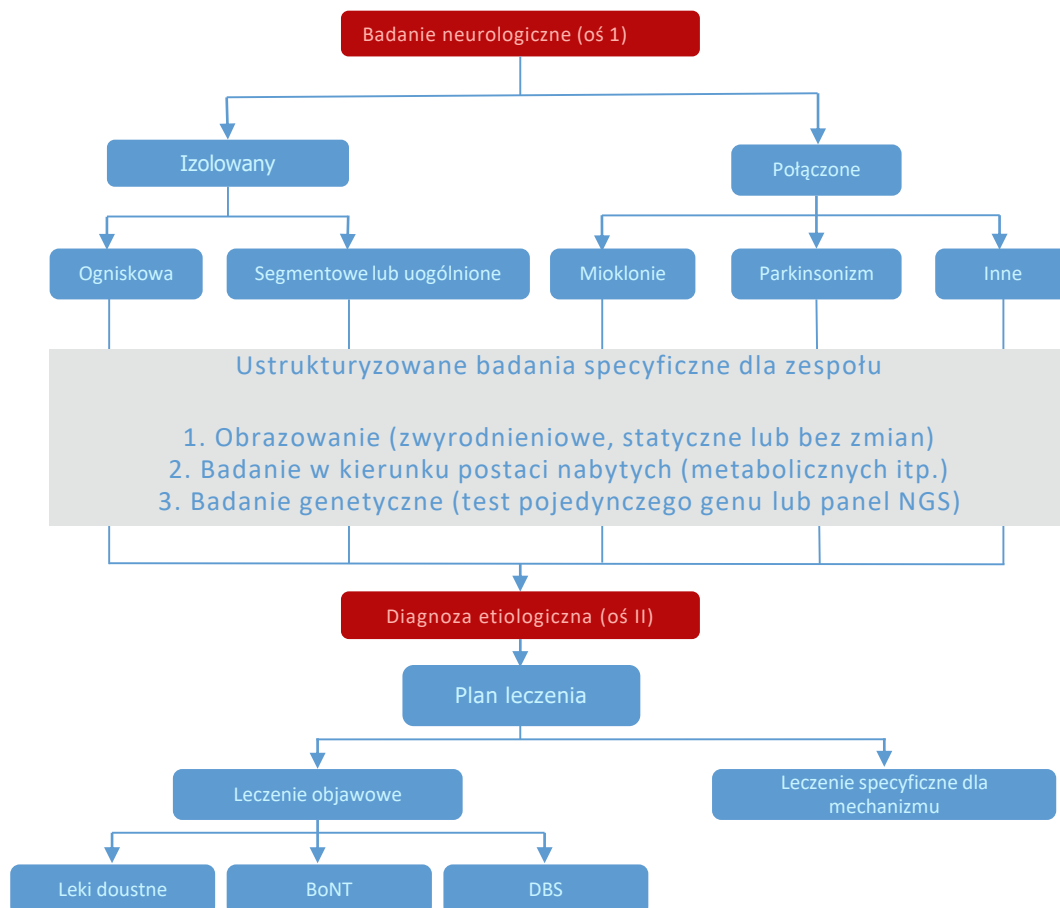 Badanie neurologiczne (oś 1)
Izolowany
Połączone
Ogniskowa
Segmentowe lub uogólnione
Mioklonie
Parkinsonizm
Inne
Ustrukturyzowane badania specyficzne dla zespołu
1. Obrazowanie (zwyrodnieniowe, statyczne lub bez zmian)
2. Badanie w kierunku postaci nabytych (metabolicznych itp.)
3. Badanie genetyczne (test pojedynczego genu lub panel NGS)
Diagnoza etiologiczna (oś II)
Plan leczenia
Leczenie objawowe
Leczenie specyficzne dla
mechanizmu
Leki doustne
BoNT
DBS